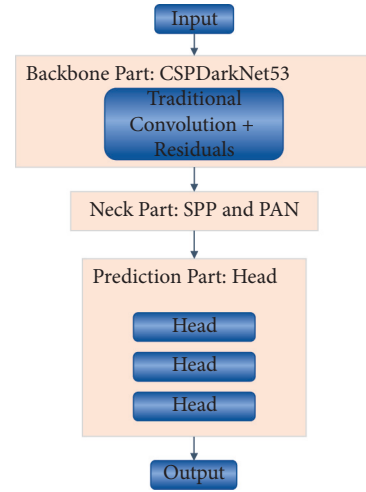 Input
Backbone Part: CSPDarkNet53
Traditional
Convolution +
Residuals
Neck Part: SPP and PAN
Prediction Part: Head
Head
Head
Head
Output